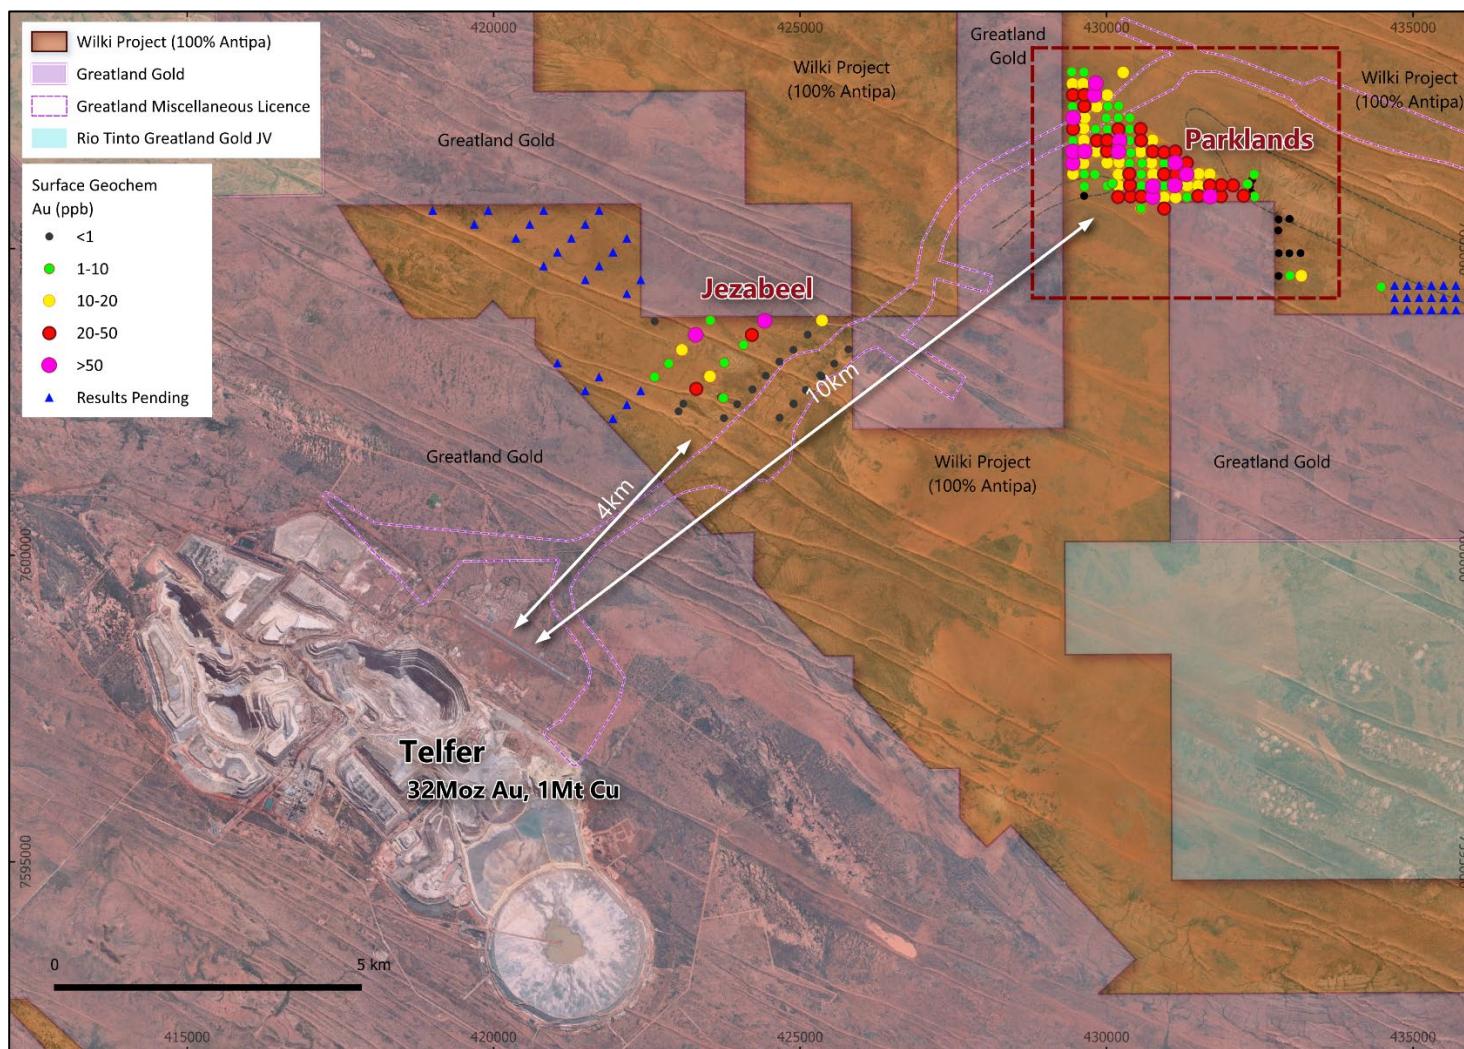 420000
425000
430000
435000
Wilki Project (100% Antipa)
Greatland Gold
Greatland Miscellaneous Licence
Rio Tinto Greatland Gold JV
Surface Geochem
Au (ppb)
<1
1-10
10-20
20-50
>50
Results Pending
Greatland
Gold
Wilki Project
(100% Antipa)
Wilki Project
(100% Antipa)
Greatland Gold
Parklands
Jezabeel
10km
4km
Greatland Gold
Wilki Project
(100% Antipa)
Greatland Gold
7600000
7600000
Telfer
32Moz Au, 1Mt Cu
7595000
7595000
0
5 km
415000
420000
425000
430000
435000